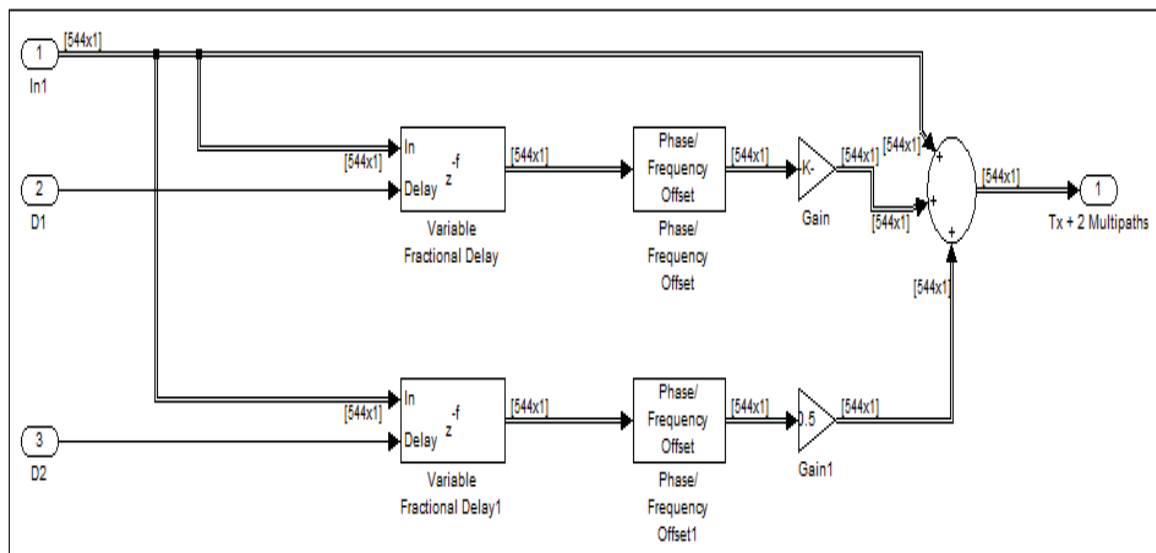 [544x1]
1
In1
[544x1]
In
-f
z
Delay
[544x1]
Phase/
Frequency
Offset
[544x1]
-K-
[544x1]
[544x1]
[544x1]
+
+
+
[544x1]
1
2
D1
Variable
Fractional Delay
Phase/
Frequency
Offset
Gain
Tx + 2 Multipaths
[544x1]
[544x1]
In
-f
z
Delay
[544x1]
Phase/
Frequency
Offset
[544x1]
0.5
[544x1]
3
D2
Variable
Fractional Delay1
Phase/
Frequency
Offset1
Gain1